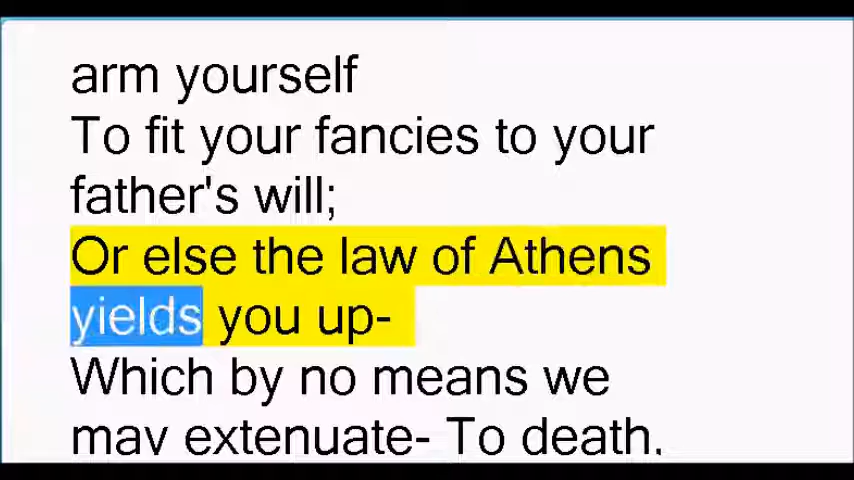 arm yourself
To fit your fancies to your
father's will;
Or else the law of Athens
yields you up-
Which by no means we
may extenuate- To death.